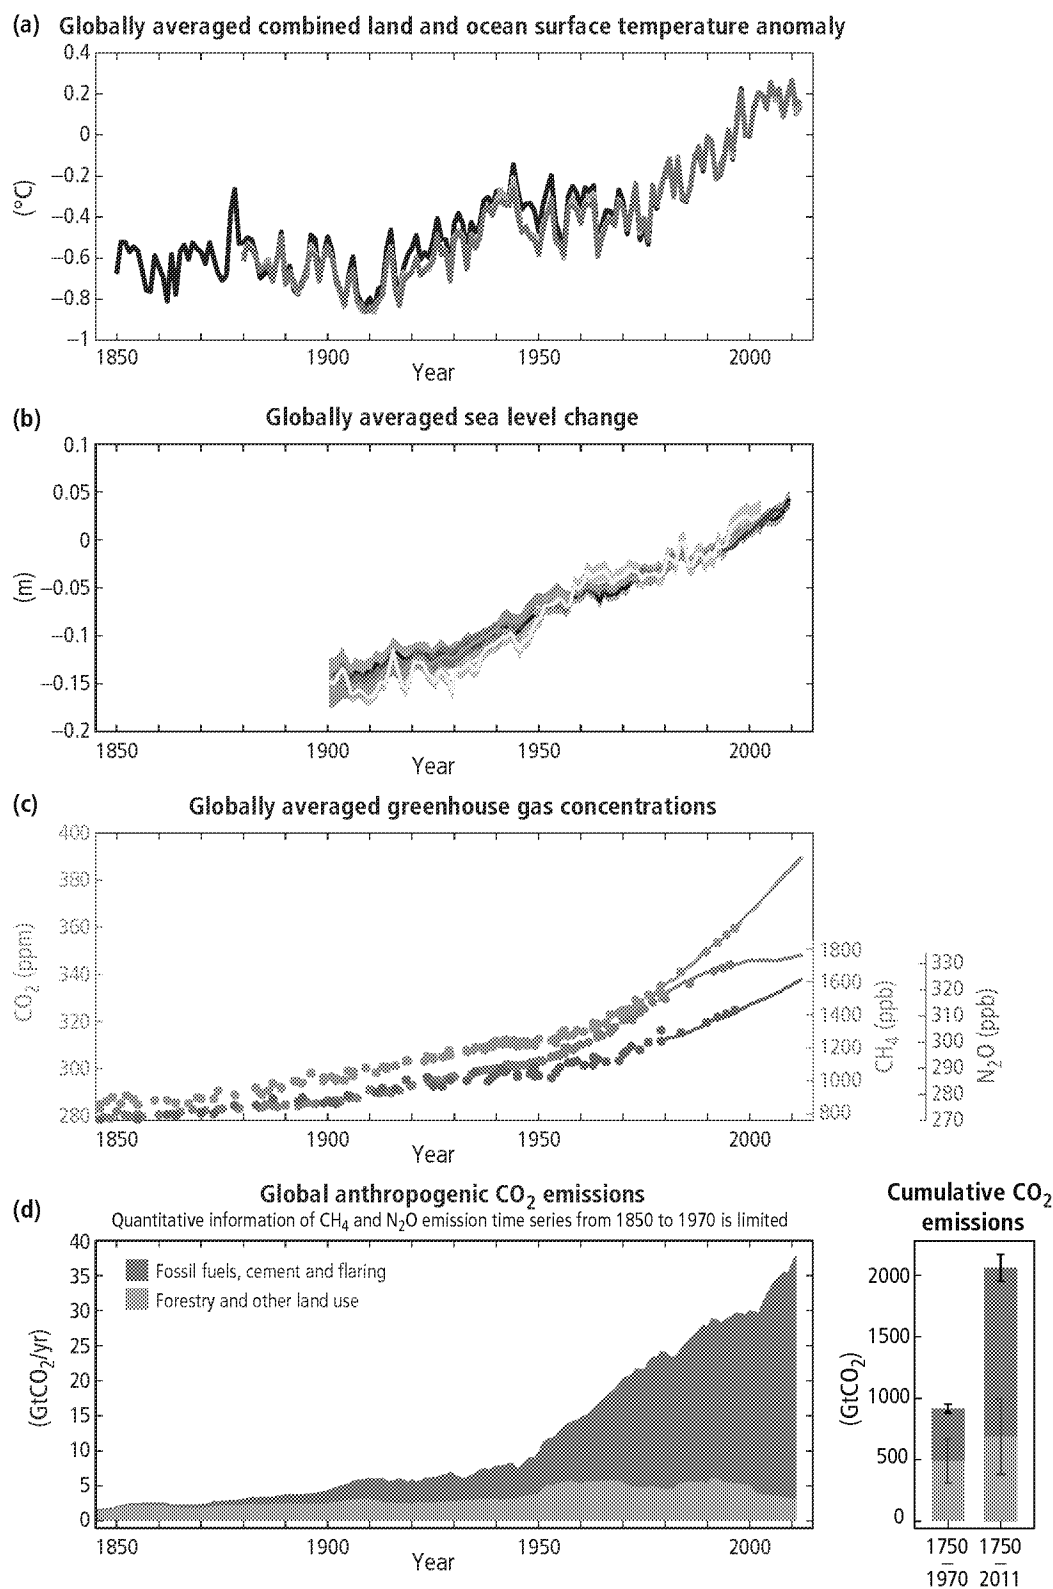 (a) Globally averaged combined land and ocean surface temperature anomaly
0.4
0.2
0
−0.2
−0.4
−0.6
−0.8
−1
(°C)
1850 1900 1950 2000
Year
(b) Globally averaged sea level change
0.1
0.05
0
−0.05
−0.1
−0.15
−0.2
(m)
1850 1900 1950 2000
Year
(c) Globally averaged greenhouse gas concentrations
400
380
360
340
320
300
280
CO2 (ppm)
1800
1600
1400
1200
1000
800
CH4 (ppb)
330
320
310
300
290
280
270
N2O (ppb)
1850 1900 1950 2000
Year
(d) Global anthropogenic CO2 emissions
Quantitative information of CH4 and N2O emission time series from 1850 to 1970 is limited
40
35
30
25
20
15
10
5
0
(GtCO2/yr)
Fossil fuels, cement and flaring
Forestry and other land use
1850 1900 1950 2000
Year
Cumulative CO2
emissions
2000
1500
1000
500
0
(GtCO2)
1750 1750
– –
1970 2011